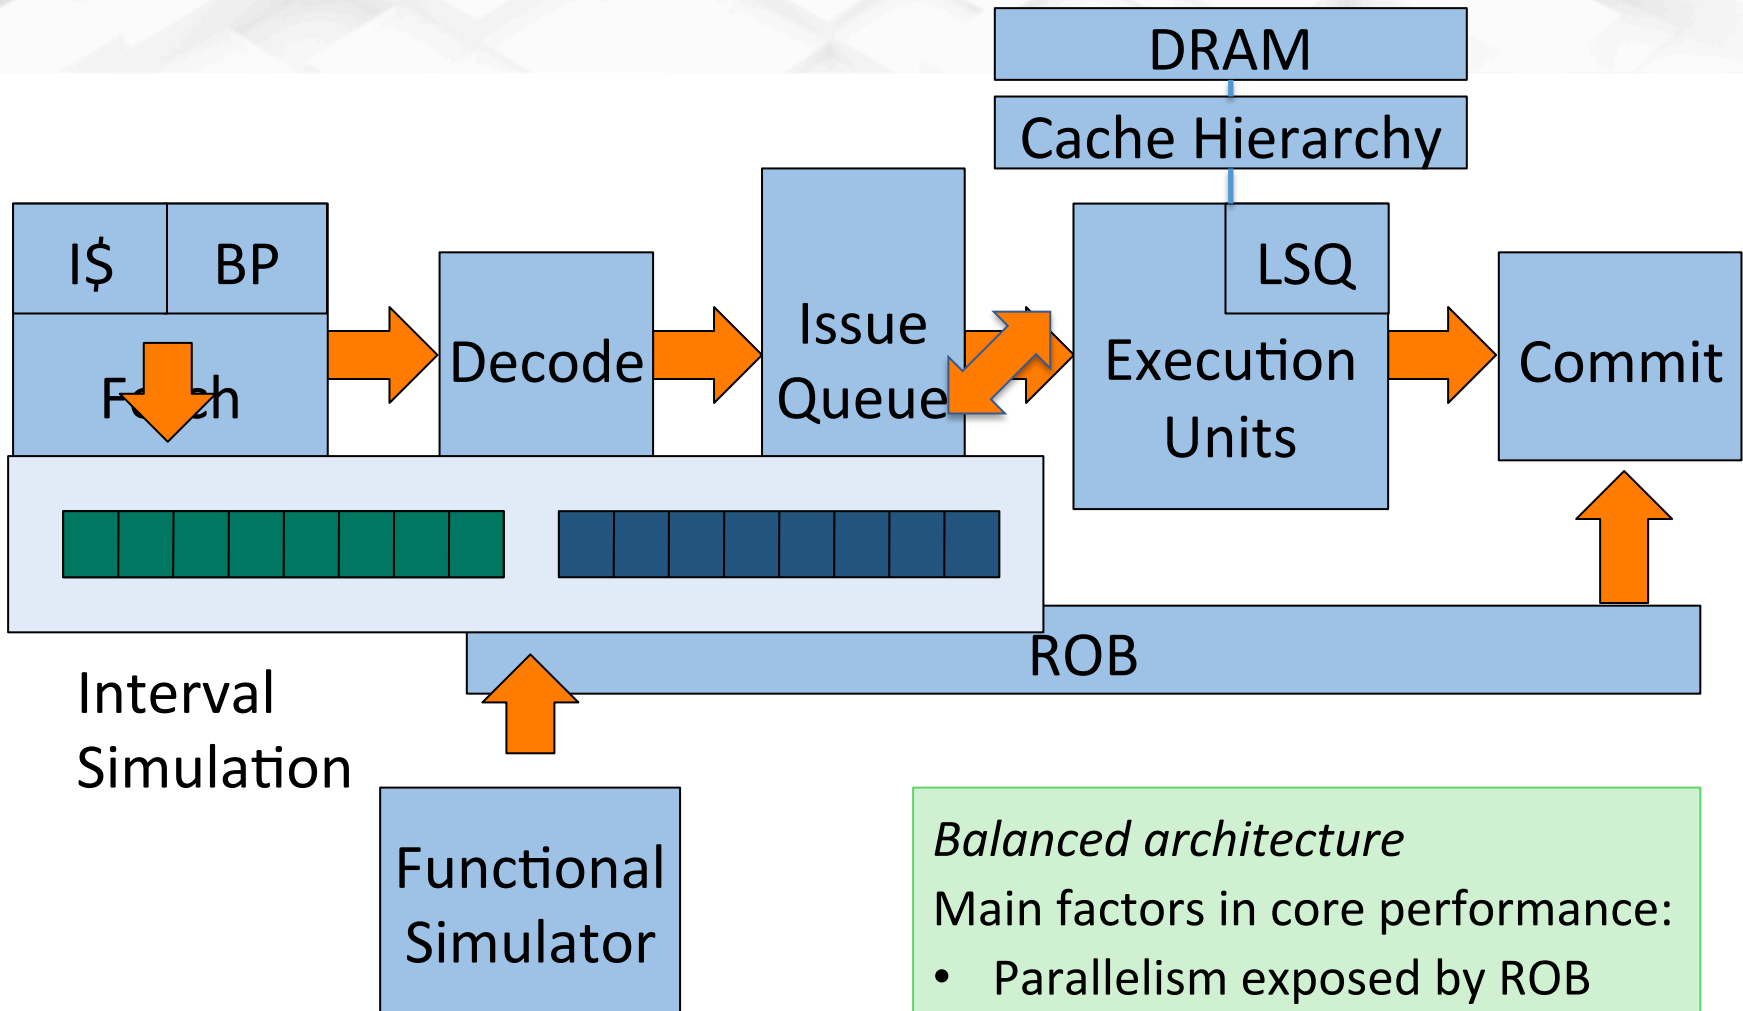 DRAM
Cache Hierarchy
I$
BP
LSQ
Fetch
Decode
Issue
Queue
Execution
Units
Commit
ROB
Interval
Simulation
Functional
Simulator
Balanced architecture
Main factors in core performance:
• Parallelism exposed by ROB